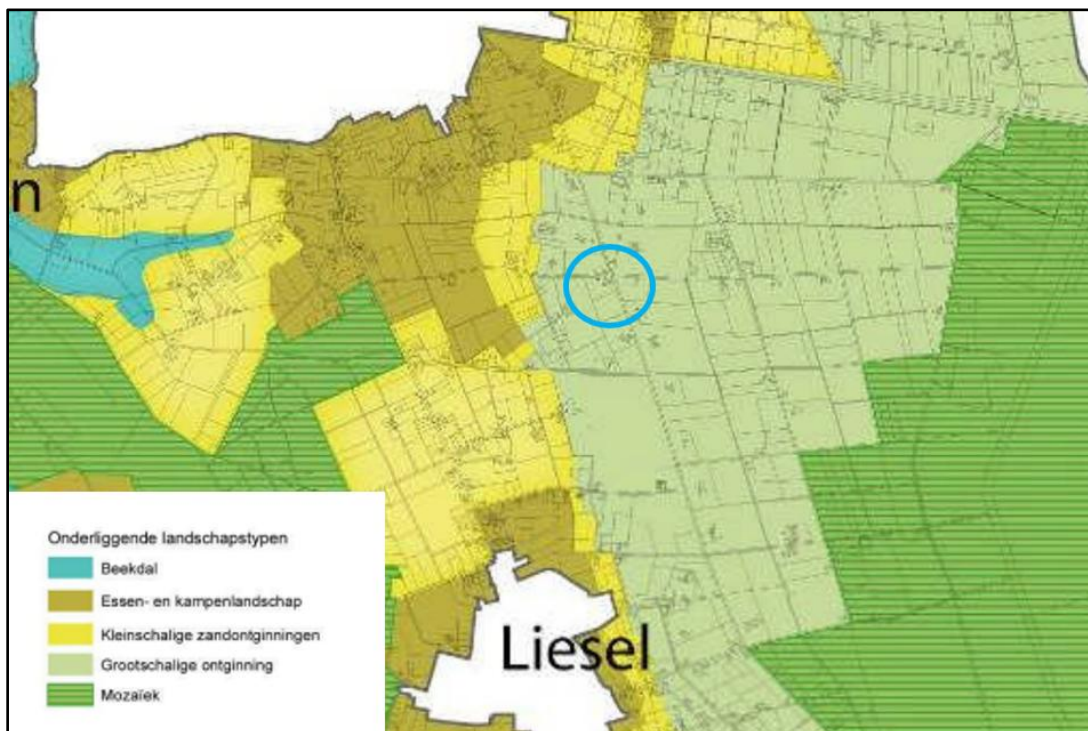 n
Liesel
Onderliggende landschapstypen
Beekdal
Essen- en kampenlandschap
Kleinschalige zandontginningen
Grootschalige ontginning
Mozaïek